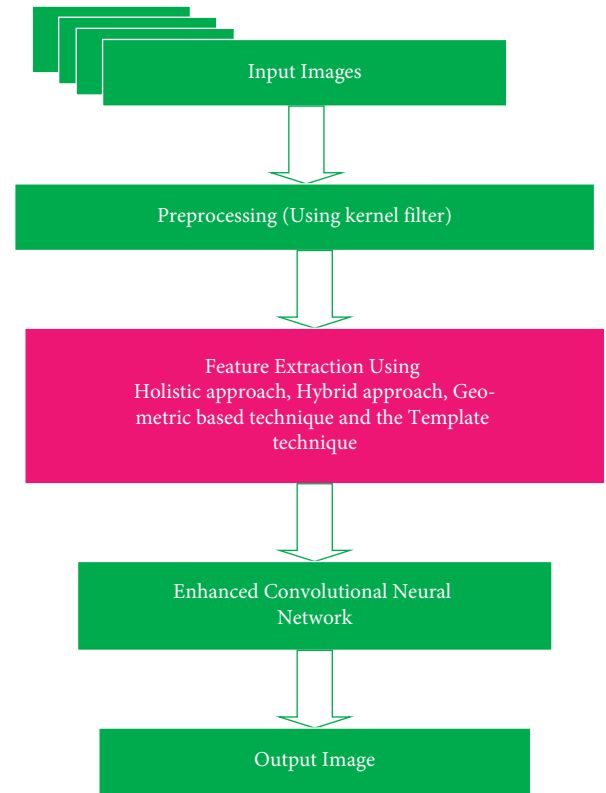 Input Images
Preprocessing (Using kernel filter)
Feature Extraction Using
Holistic approach, Hybrid approach, Geo-
metric based technique and the Template
technique
Enhanced Convolutional Neural
Network
Output Image